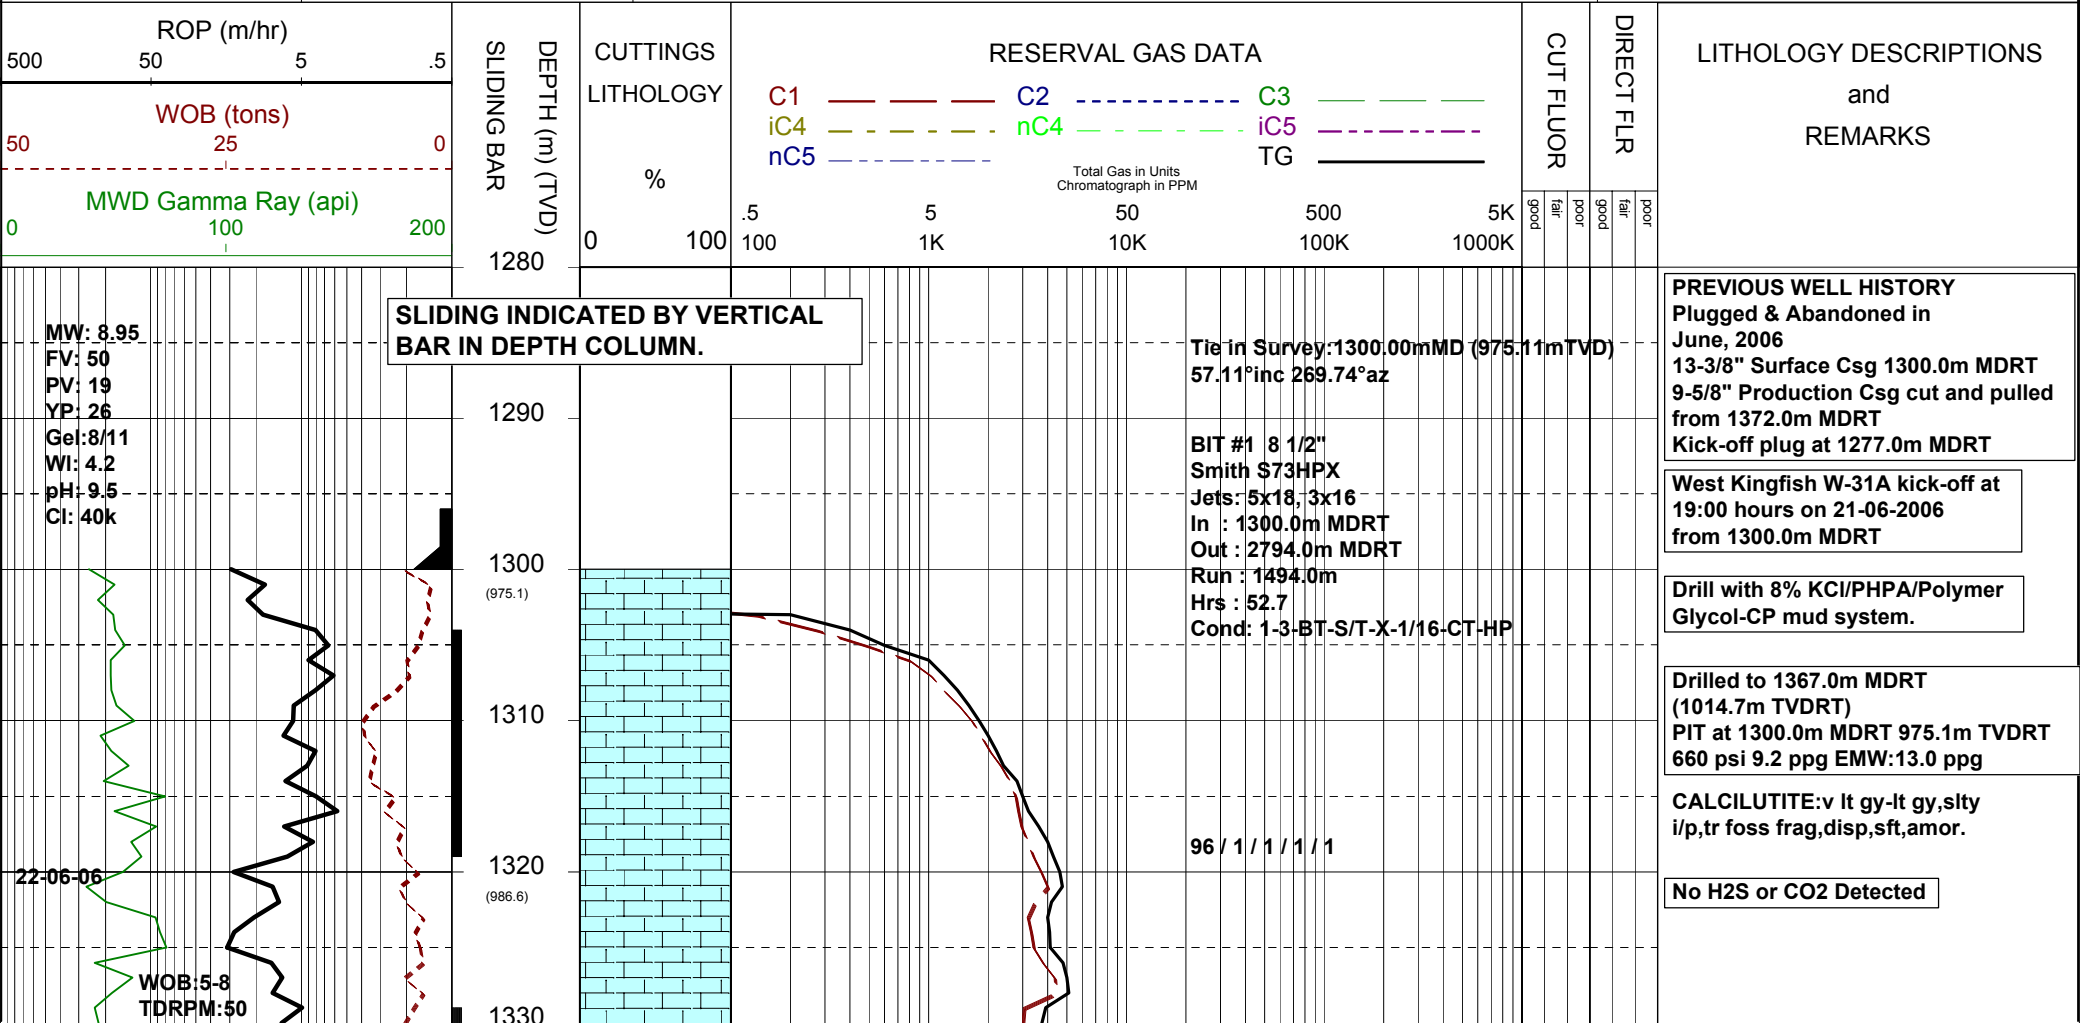 ROP (m/hr)
500 50 5 .5
WOB (tons)
50 25 0
MWD Gamma Ray (api)
0 100 200
SLIDING BAR
DEPTH (m) (TVD)
CUTTINGS
LITHOLOGY
%
0 100
RESERVAL GAS DATA
C1 C2 C3
iC4 nC4 iC5
nC5 TG
Total Gas in Units
Chromatograph in PPM
.5 5 50 500 5K
100 1K 10K 100K 1000K
CUT FLUOR
good fair poor
DIRECT FLR
good fair poor
LITHOLOGY DESCRIPTIONS
and
REMARKS
1280
1290
1300
(975.1)
1310
1320
(986.6)
1330
MW: 8.95
FV: 50
PV: 19
YP: 26
Gel:8/11
Wl: 4.2
pH: 9.5
Cl: 40k
22-06-06
WOB:5-8
TDRPM:50
SLIDING INDICATED BY VERTICAL
BAR IN DEPTH COLUMN.
Tie in Survey:1300.00mMD (975.11mTVD)
57.11°inc 269.74°az
BIT #1 8 1/2"
Smith S73HPX
Jets: 5x18, 3x16
In : 1300.0m MDRT
Out : 2794.0m MDRT
Run : 1494.0m
Hrs : 52.7
Cond: 1-3-BT-S/T-X-1/16-CT-HP
96 / 1 / 1 / 1 / 1
PREVIOUS WELL HISTORY
Plugged & Abandoned in
June, 2006
13-3/8" Surface Csg 1300.0m MDRT
9-5/8" Production Csg cut and pulled
from 1372.0m MDRT
Kick-off plug at 1277.0m MDRT
West Kingfish W-31A kick-off at
19:00 hours on 21-06-2006
from 1300.0m MDRT
Drill with 8% KCl/PHPA/Polymer
Glycol-CP mud system.
Drilled to 1367.0m MDRT
(1014.7m TVDRT)
PIT at 1300.0m MDRT 975.1m TVDRT
660 psi 9.2 ppg EMW:13.0 ppg
CALCILUTITE:v lt gy-lt gy,slty
i/p,tr foss frag,disp,sft,amor.
No H2S or CO2 Detected